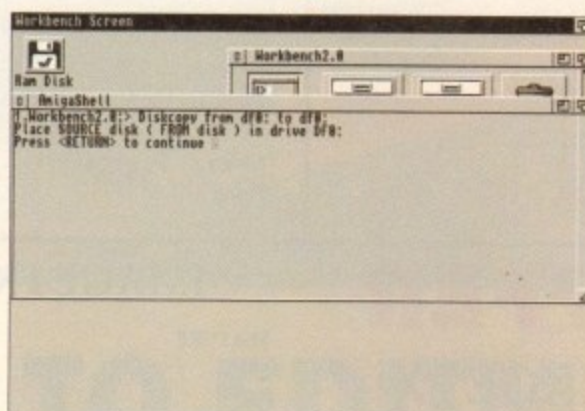 Workbench Screen
Ram Disk
Workbench2.0
AmigaShell
1.Workbench2.0:> Diskcopy from df0: to df0:
Place SOURCE disk ( FROM disk ) in drive DF0:
Press <RETURN> to continue